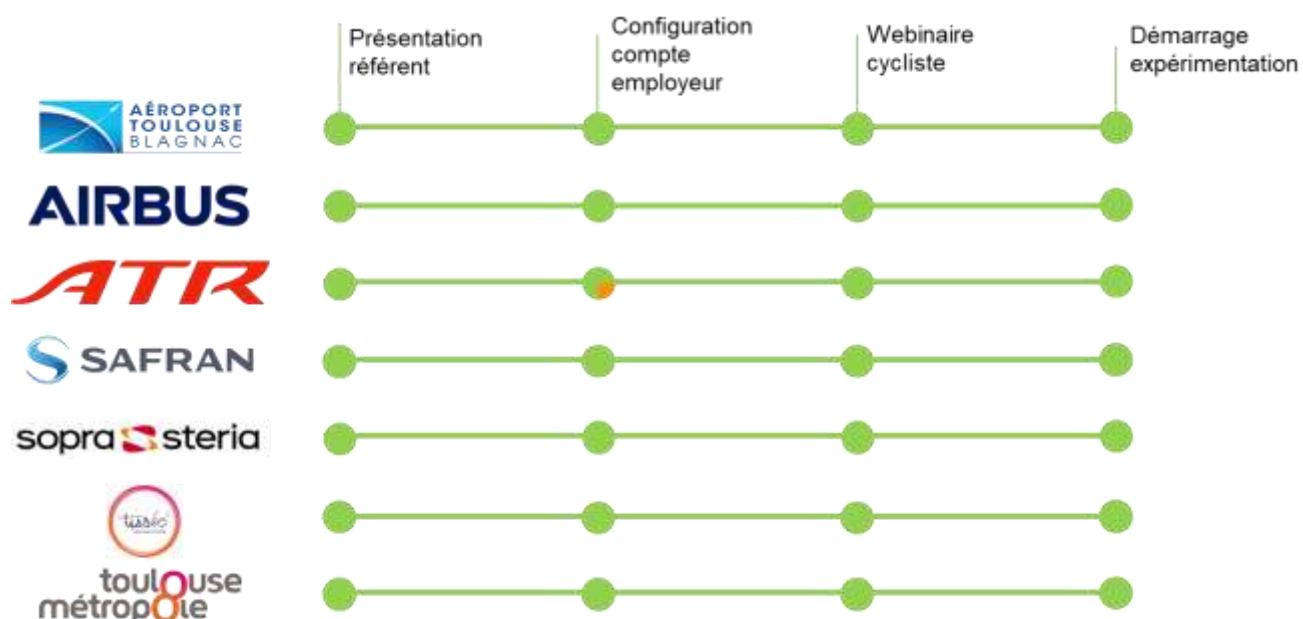 Présentation
référent
Configuration
compte
employeur
Webinaire
cycliste
Démarrage
expérimentation
AÉROPORT
TOULOUSE
BLAGNAC
AIRBUS
ATR
SAFRAN
sopra steria
tisséo
toulouse
métropole